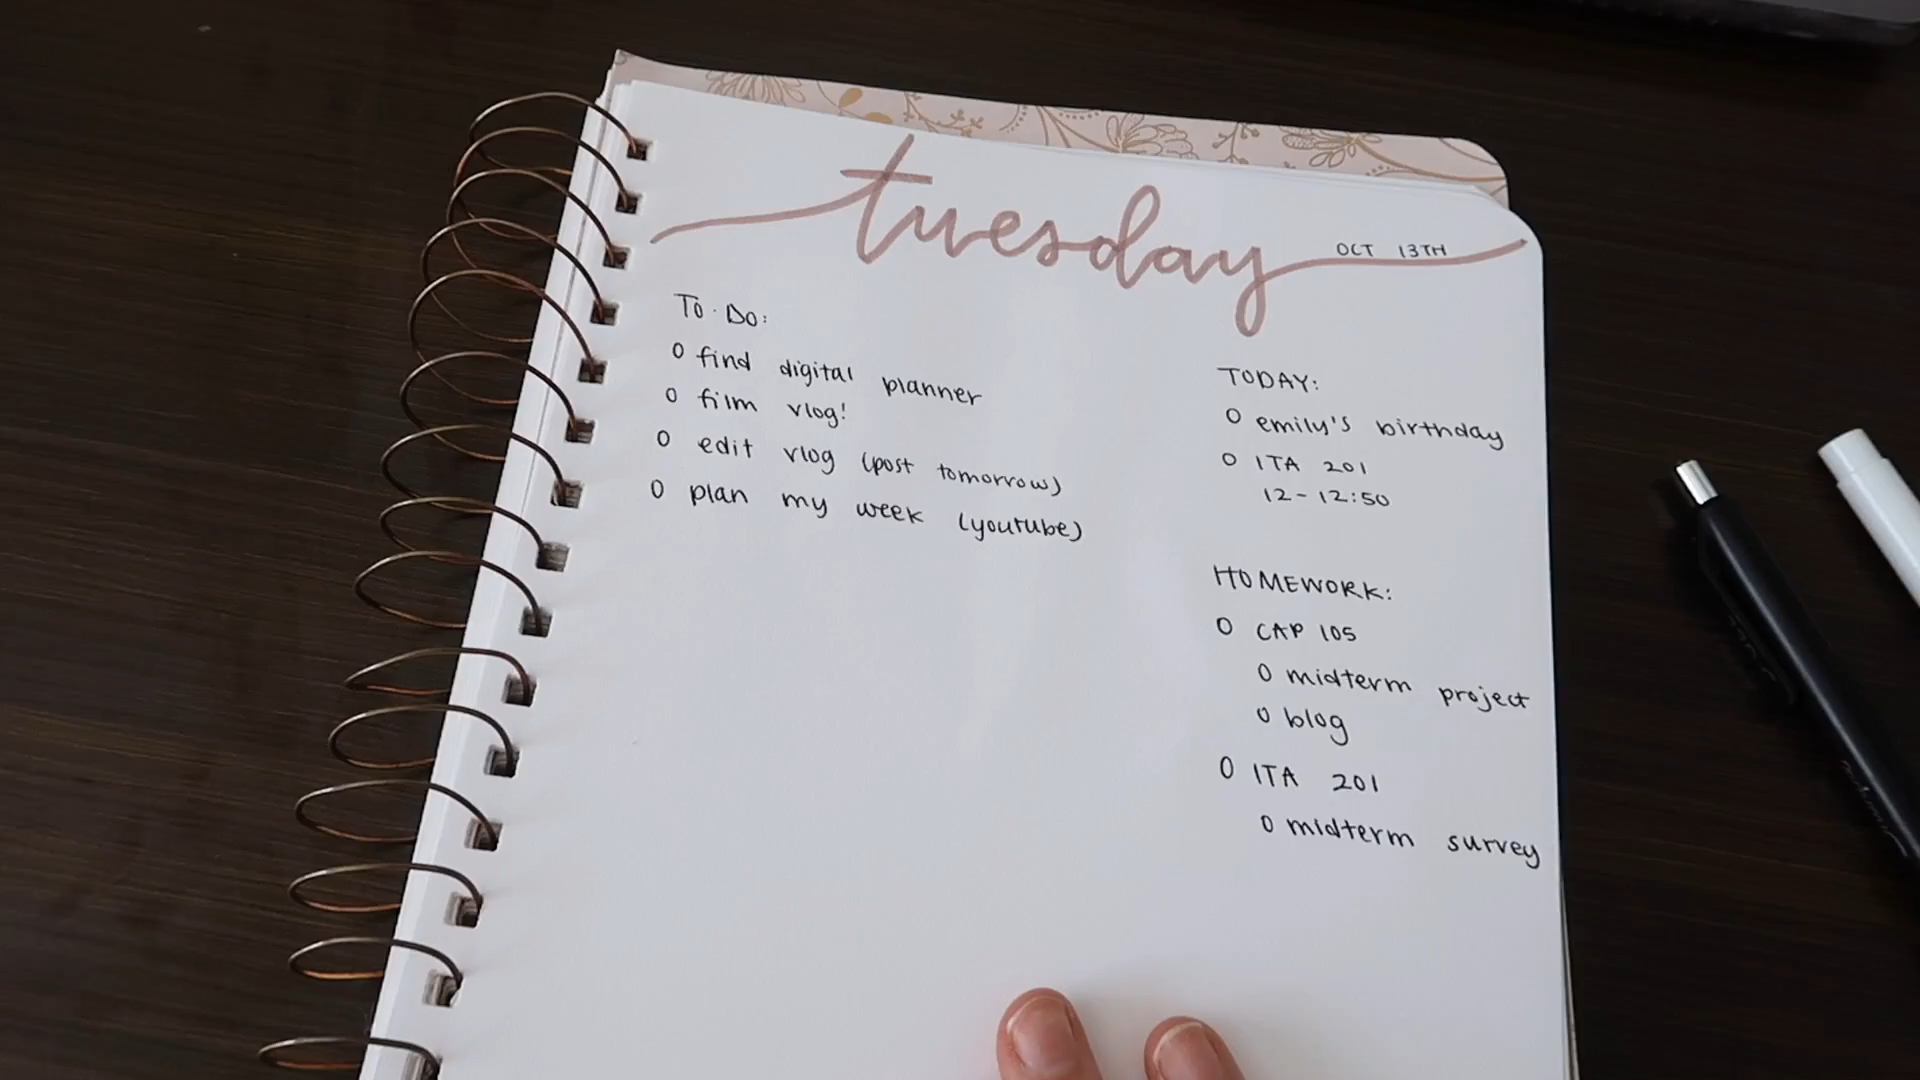 tuesday
OCT 13TH
TO·DO:
O find digital planner
O film vlog!
O edit vlog (post tomorrow)
O plan my week (youtube)
TODAY:
O emily's birthday
O ITA 201
12-12:50
HOMEWORK:
O CAP 105
O midterm project
O blog
O ITA 201
O midterm survey